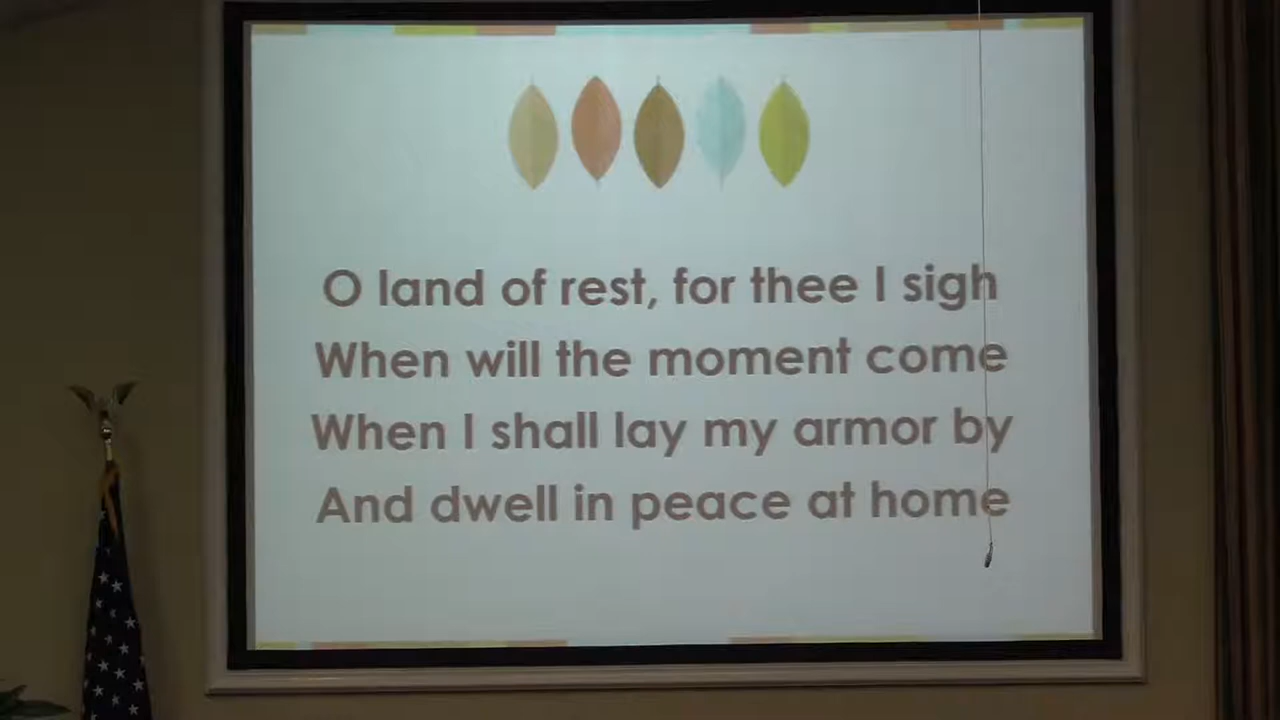 O land of rest, for thee I sigh
When will the moment come
When I shall lay my armor by
And dwell in peace at home